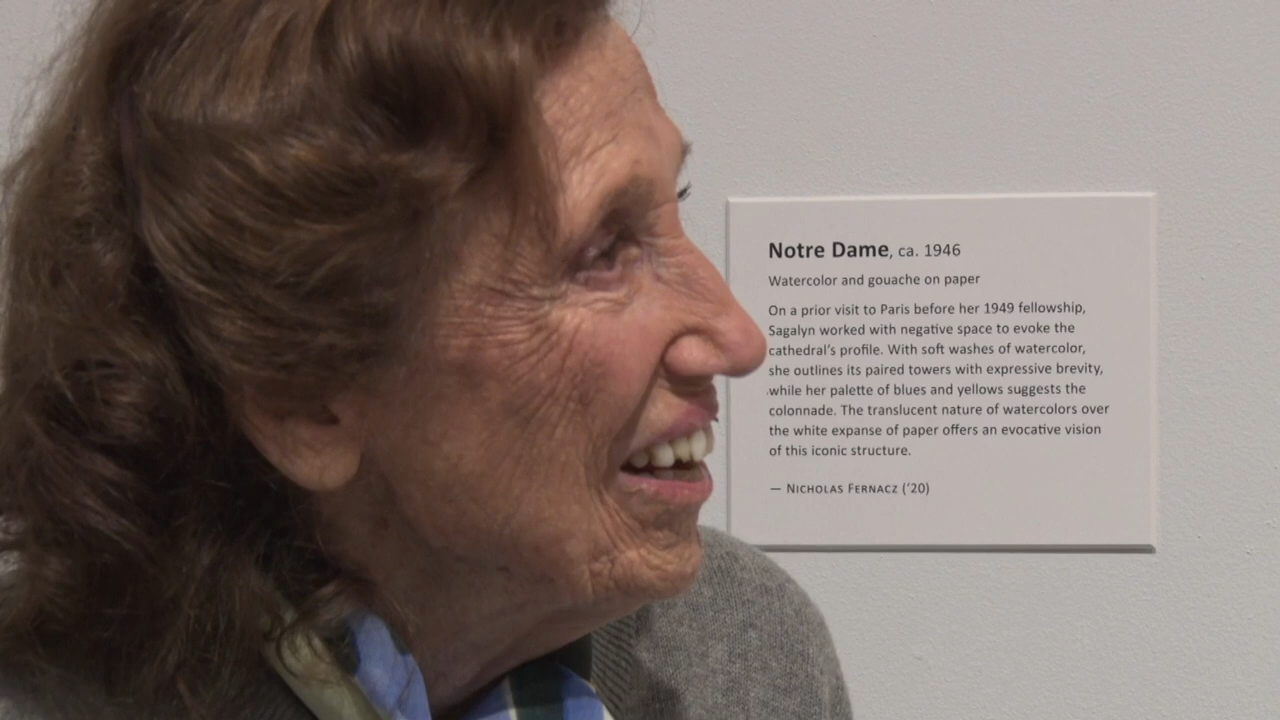 Notre Dame, ca. 1946
Watercolor and gouache on paper
On a prior visit to Paris before her 1949 fellowship,
Sagalyn worked with negative space to evoke the
cathedral's profile. With soft washes of watercolor,
she outlines its paired towers with expressive brevity,
while her palette of blues and yellows suggests the
colonnade. The translucent nature of watercolors over
the white expanse of paper offers an evocative vision
of this iconic structure.
— Nicholas Fernacz ('20)